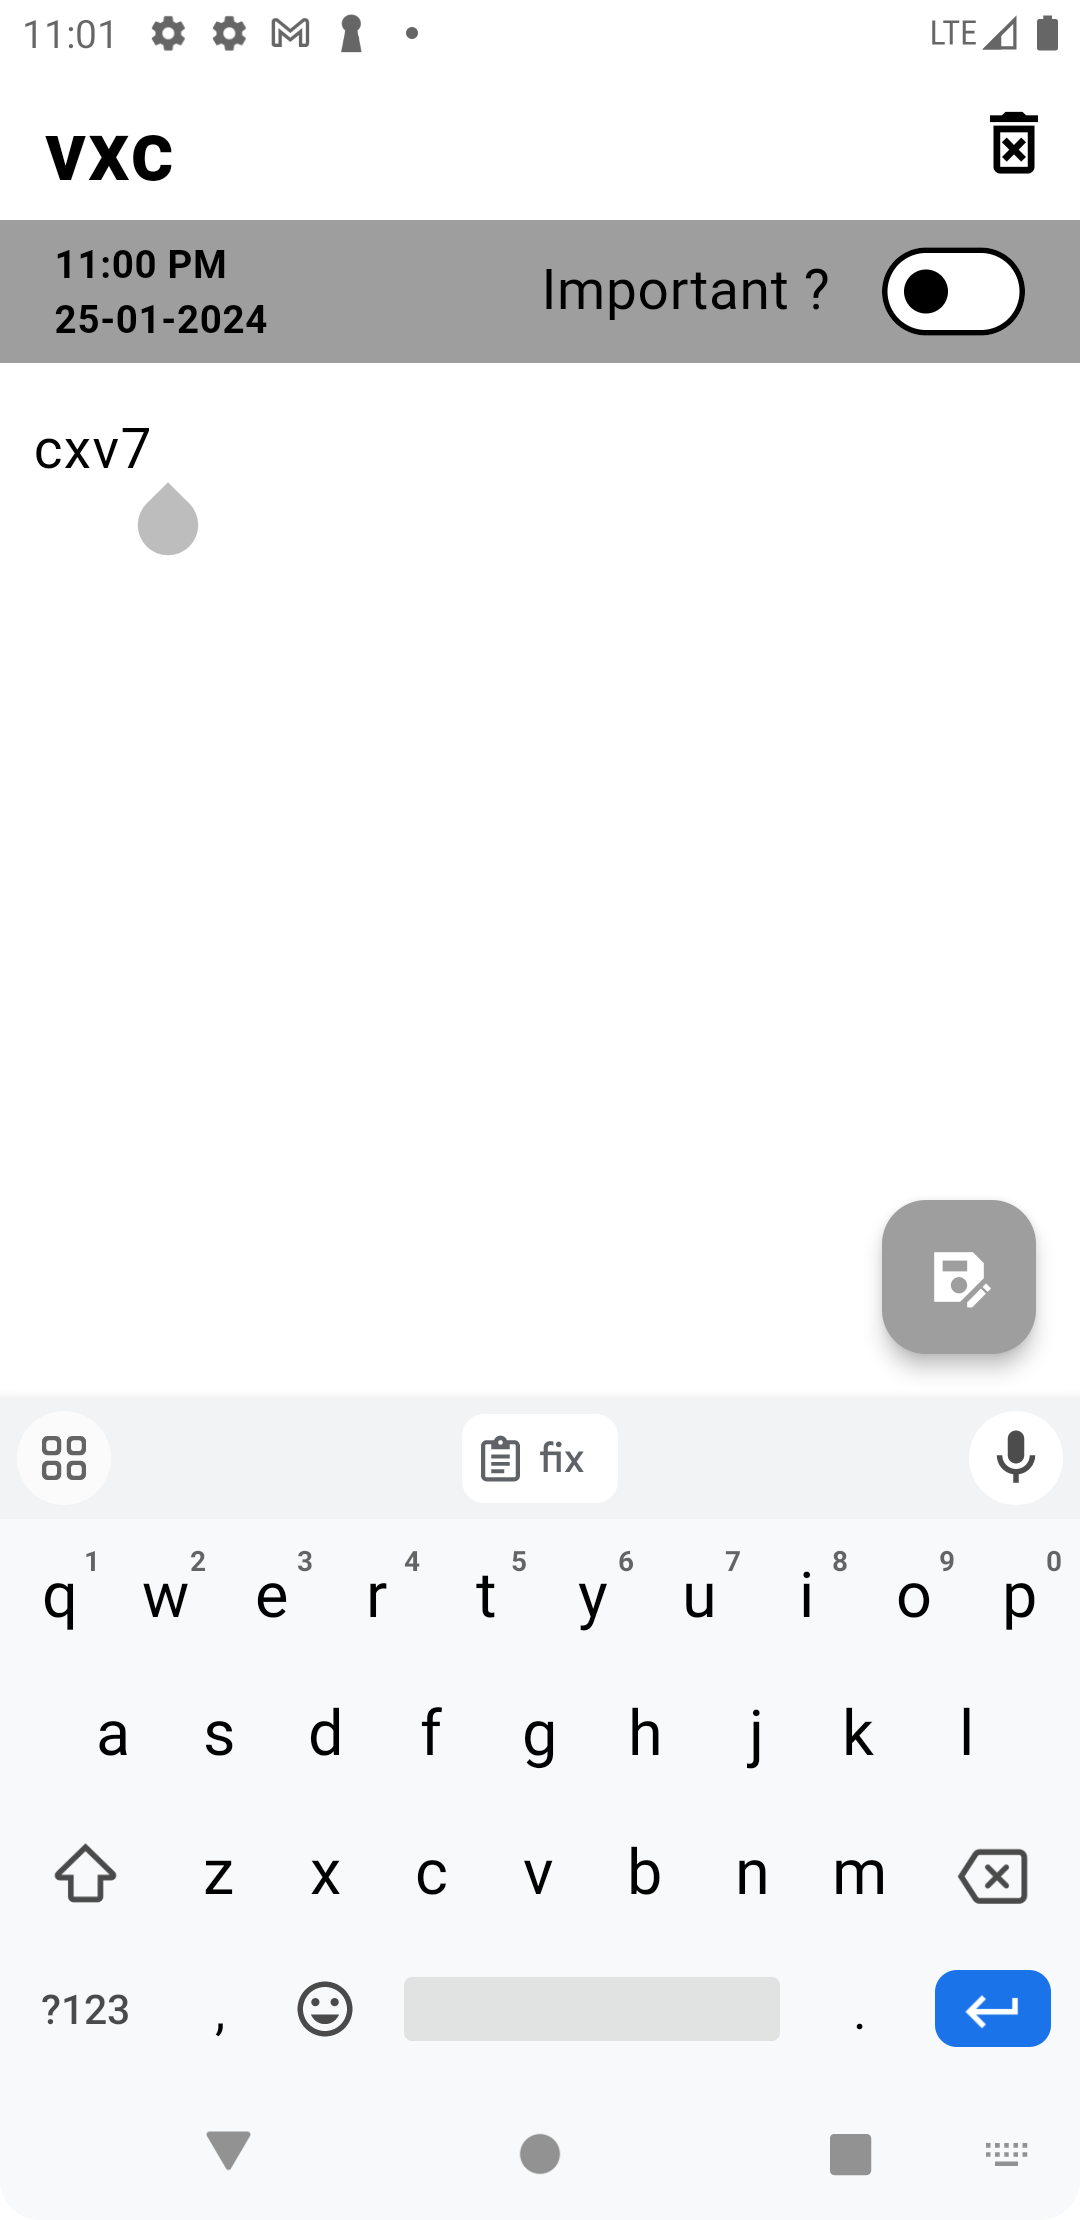 11:01
LTE
vxc
11:00 PM
25-01-2024
Important ?
cxv7
fix
1 2 3 4 5 6 7 8 9 0
q w e r t y u i o p
a s d f g h j k l
z x c v b n m
?123 , .